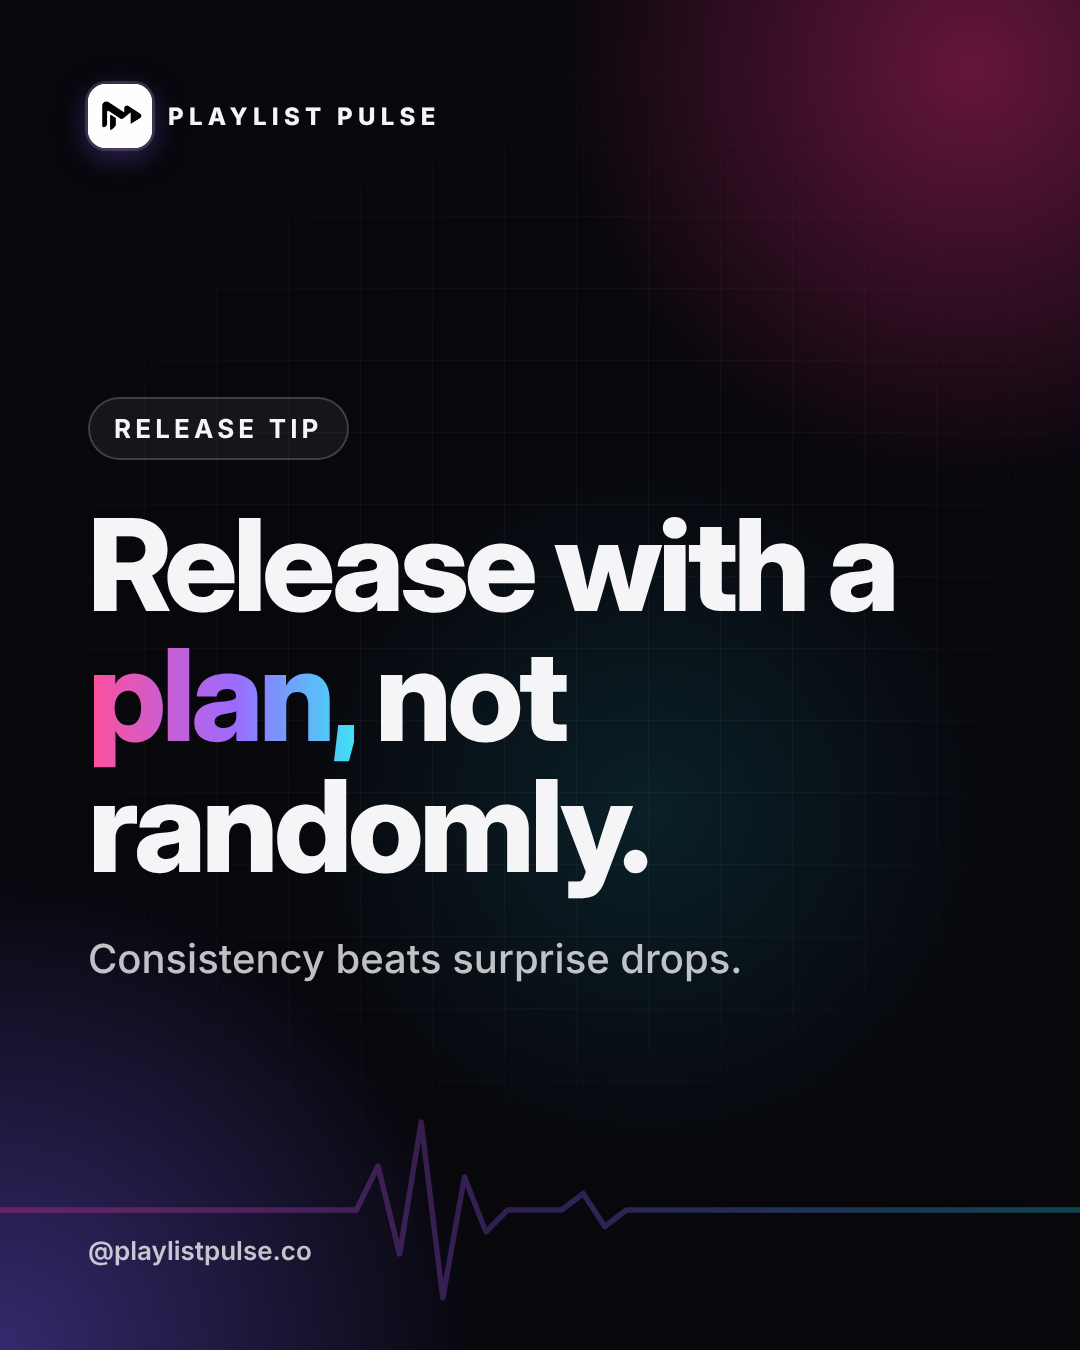 PLAYLIST PULSE
RELEASE TIP
Release with a
plan, not
randomly.
Consistency beats surprise drops.
@playlistpulse.co